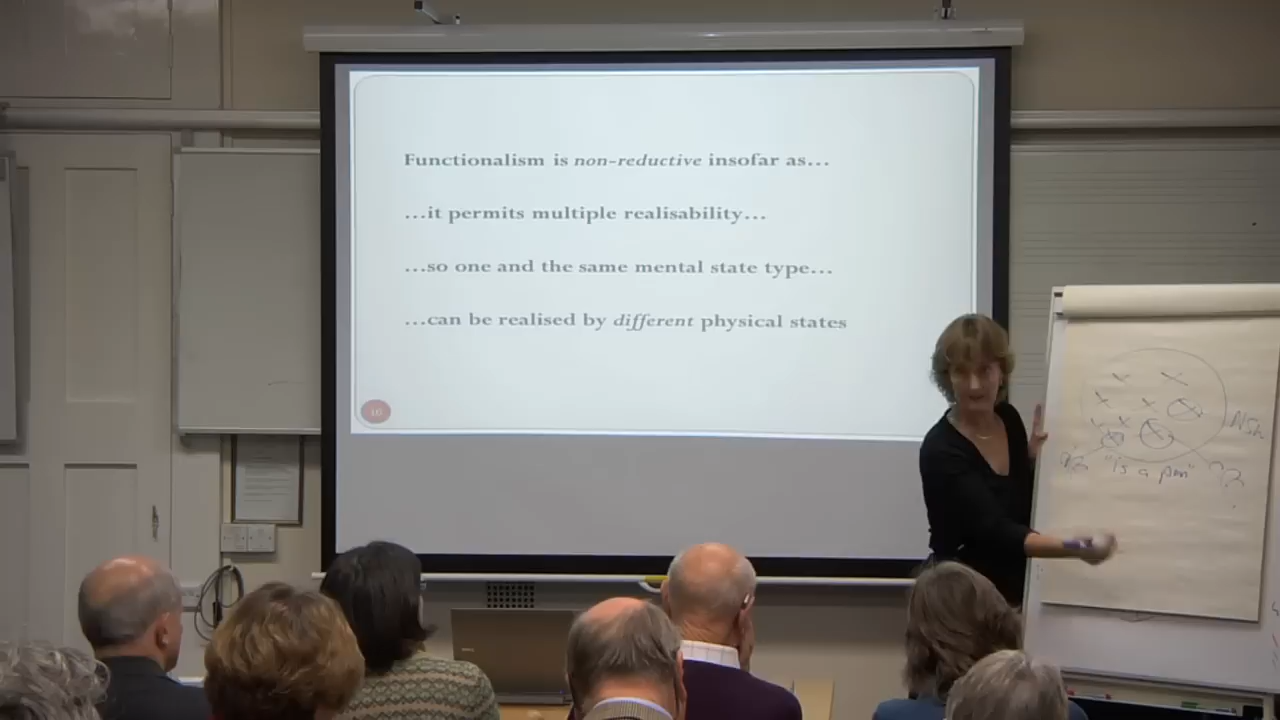 Functionalism is non-reductive insofar as...
...it permits multiple realisability...
...so one and the same mental state type...
...can be realised by different physical states
"is a pen"